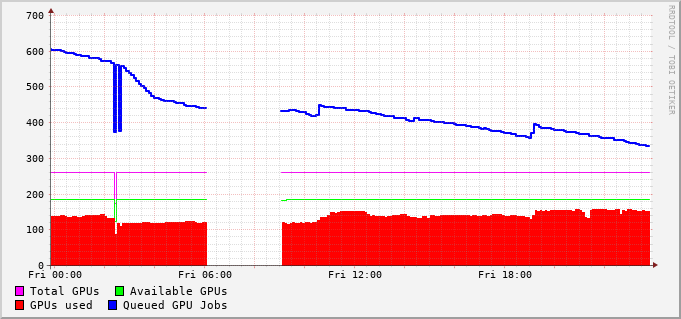 700
600
500
400
300
200
100
0
Fri 00:00 Fri 06:00 Fri 12:00 Fri 18:00
Total GPUs Available GPUs
GPUs used Queued GPU Jobs
RRDTOOL / TOBI OETIKER